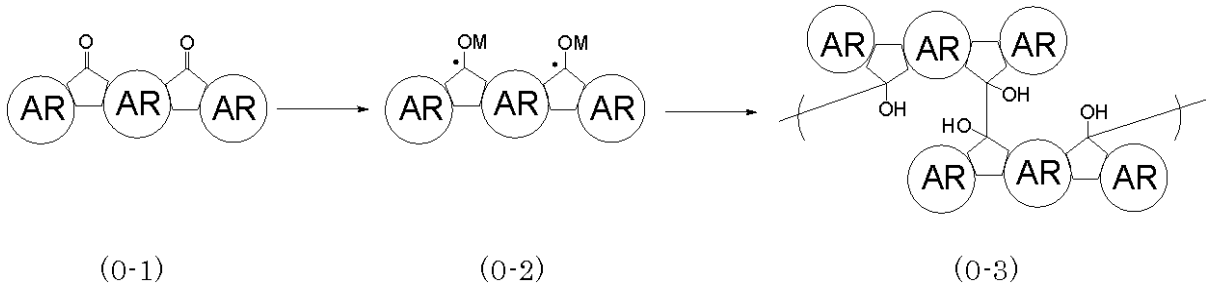 O O
AR AR AR
OM OM
AR AR AR
AR AR AR
OH OH
HO OH
AR AR AR
(0-1) (0-2) (0-3)